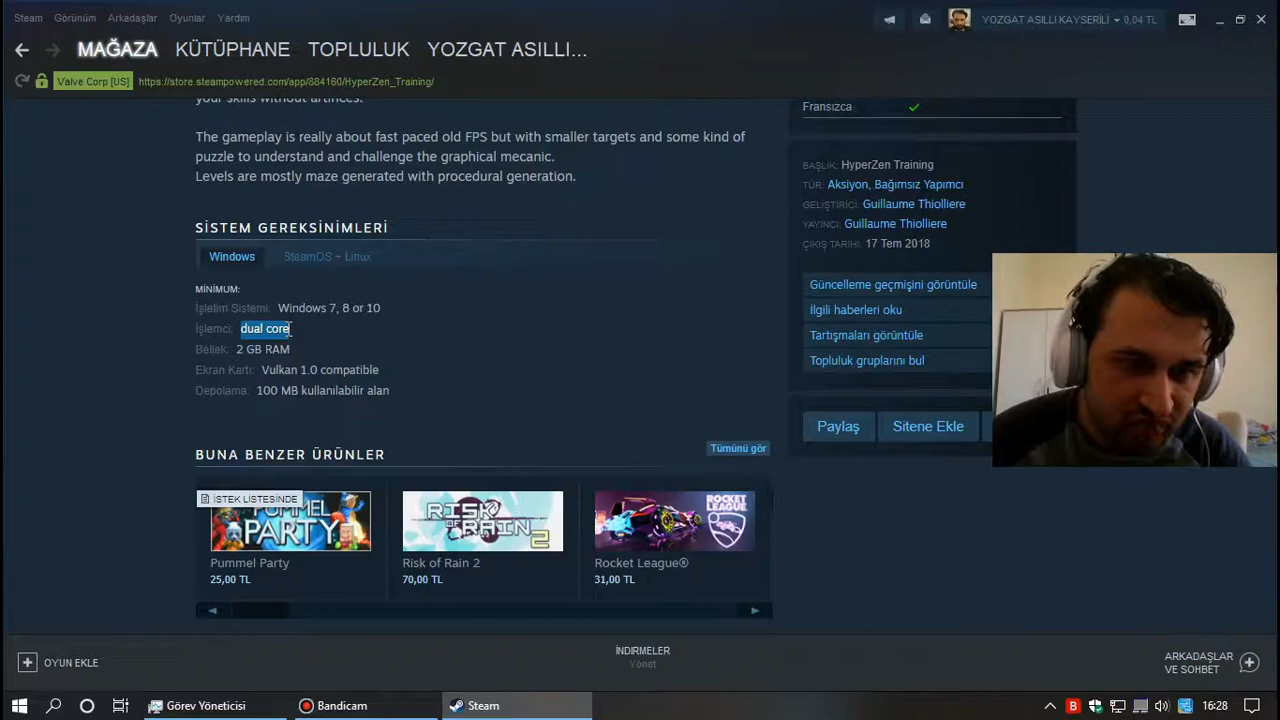 Steam Görünüm Arkadaşlar Oyunlar Yardım
YOZGAT ASILLI KAYSERİLİ 0,04 TL
MAĞAZA KÜTÜPHANE TOPLULUK YOZGAT ASILLI...
Valve Corp [US] https://store.steampowered.com/app/884160/HyperZen_Training/
your skills without artifices.
The gameplay is really about fast paced old FPS but with smaller targets and some kind of
puzzle to understand and challenge the graphical mecanic.
Levels are mostly maze generated with procedural generation.
SİSTEM GEREKSİNİMLERİ
Windows SteamOS + Linux
MİNİMUM:
İşletim Sistemi: Windows 7, 8 or 10
İşlemci: dual core
Bellek: 2 GB RAM
Ekran Kartı: Vulkan 1.0 compatible
Depolama: 100 MB kullanılabilir alan
Fransızca
BAŞLIK: HyperZen Training
TÜR: Aksiyon, Bağımsız Yapımcı
GELİŞTİRİCİ: Guillaume Thiolliere
YAYINCI: Guillaume Thiolliere
ÇIKIŞ TARİHİ: 17 Tem 2018
Güncelleme geçmişini görüntüle
İlgili haberleri oku
Tartışmaları görüntüle
Topluluk gruplarını bul
Paylaş Sitene Ekle
BUNA BENZER ÜRÜNLER Tümünü gör
İSTEK LİSTESİNDE
PUMMEL PARTY
RISK OF RAIN 2
ROCKET LEAGUE
Pummel Party Risk of Rain 2 Rocket League®
25,00 TL 70,00 TL 31,00 TL
OYUN EKLE
İNDIRMELER
Yönet
ARKADAŞLAR
VE SOHBET
Görev Yöneticisi Bandicam Steam
B 16:28